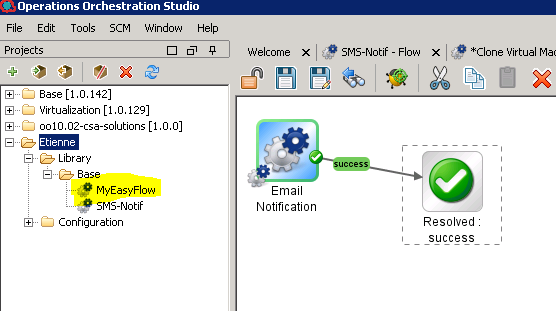 Operations Orchestration Studio
File Edit Tools SCM Window Help
Projects
Welcome SMS-Notif - Flow *Clone Virtual Mac
Base [1.0.142]
Virtualization [1.0.129]
oo10.02-csa-solutions [1.0.0]
Etienne
Library
Base
MyEasyFlow
SMS-Notif
Configuration
success
Email
Notification
Resolved :
success